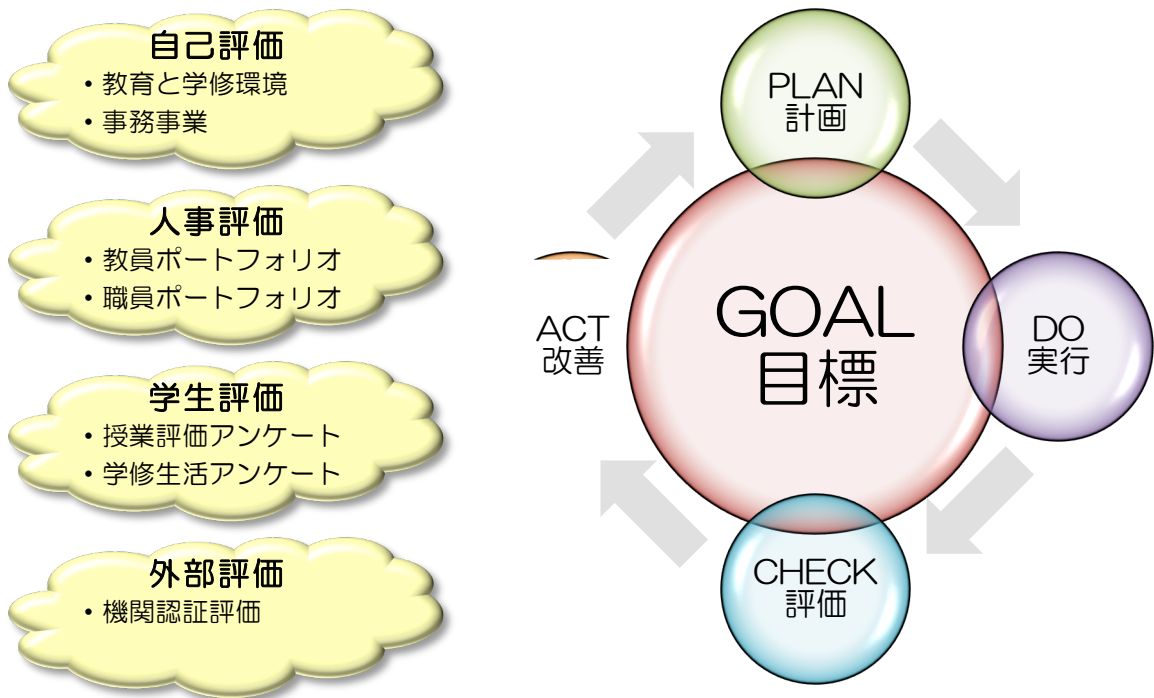 自己評価
・教育と学修環境
・事務事業
人事評価
・教員ポートフォリオ
・職員ポートフォリオ
学生評価
・授業評価アンケート
・学修生活アンケート
外部評価
・機関認証評価
PLAN
計画
GOAL
目標
DO
実行
CHECK
評価
ACT
改善